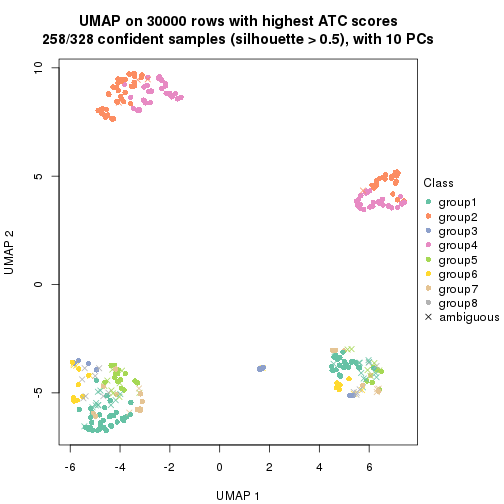 UMAP on 30000 rows with highest ATC scores
258/328 confident samples (silhouette > 0.5), with 10 PCs
10
5
0
-5
UMAP 2
-6
-4
-2
0
2
4
6
UMAP 1
Class
group1
group2
group3
group4
group5
group6
group7
group8
ambiguous